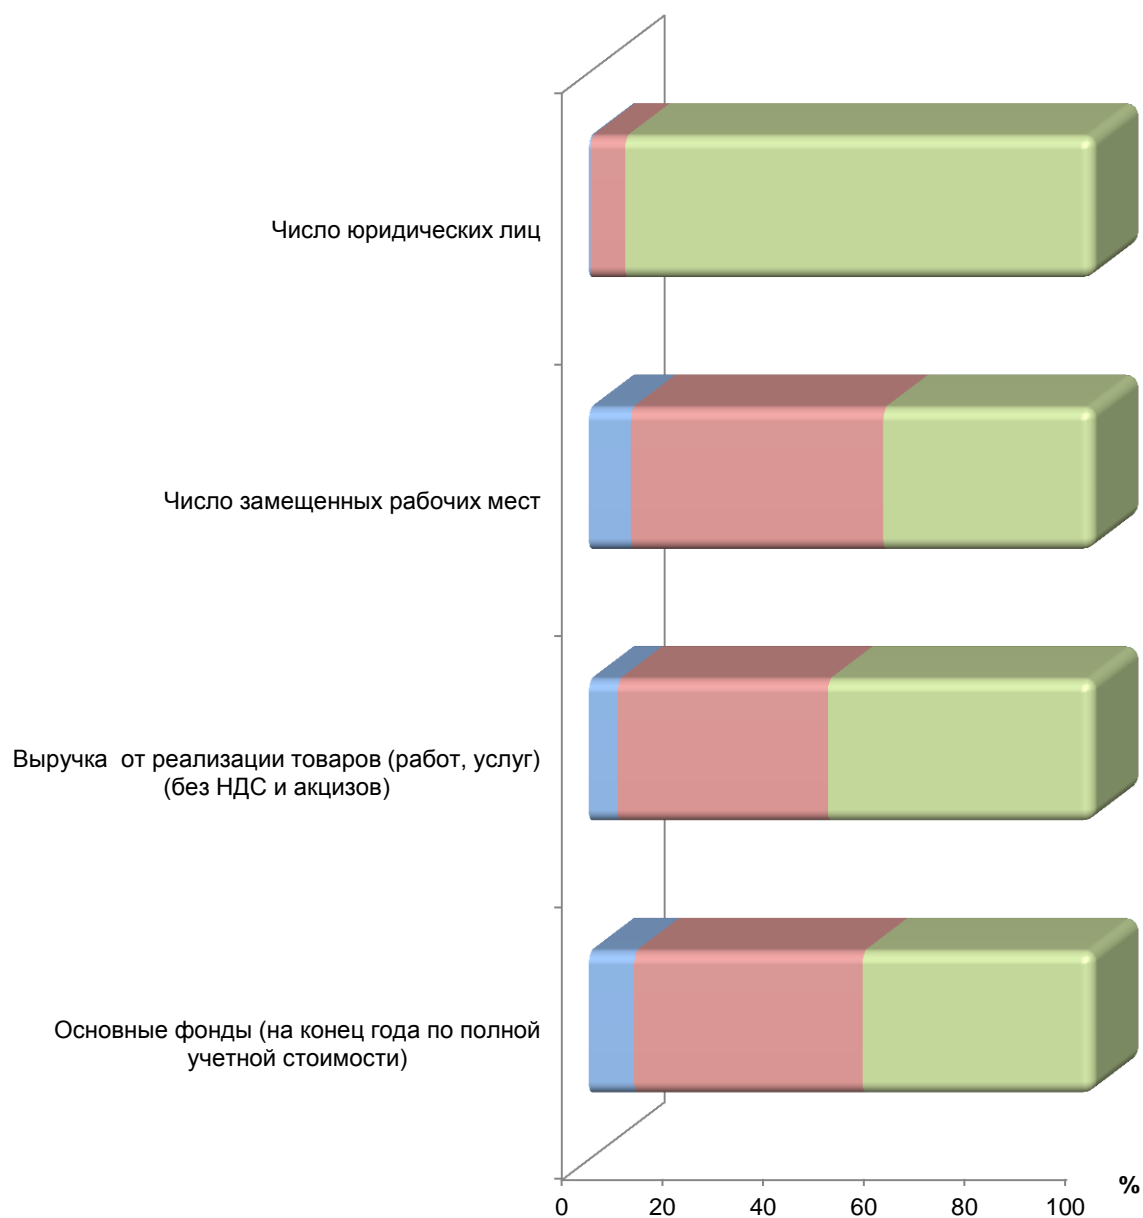 Число юридических лиц
Число замещенных рабочих мест
Выручка  от реализации товаров (работ, услуг)
(без НДС и акцизов)
Основные фонды (на конец года по полной
учетной стоимости)
%
0 20 40 60 80 100